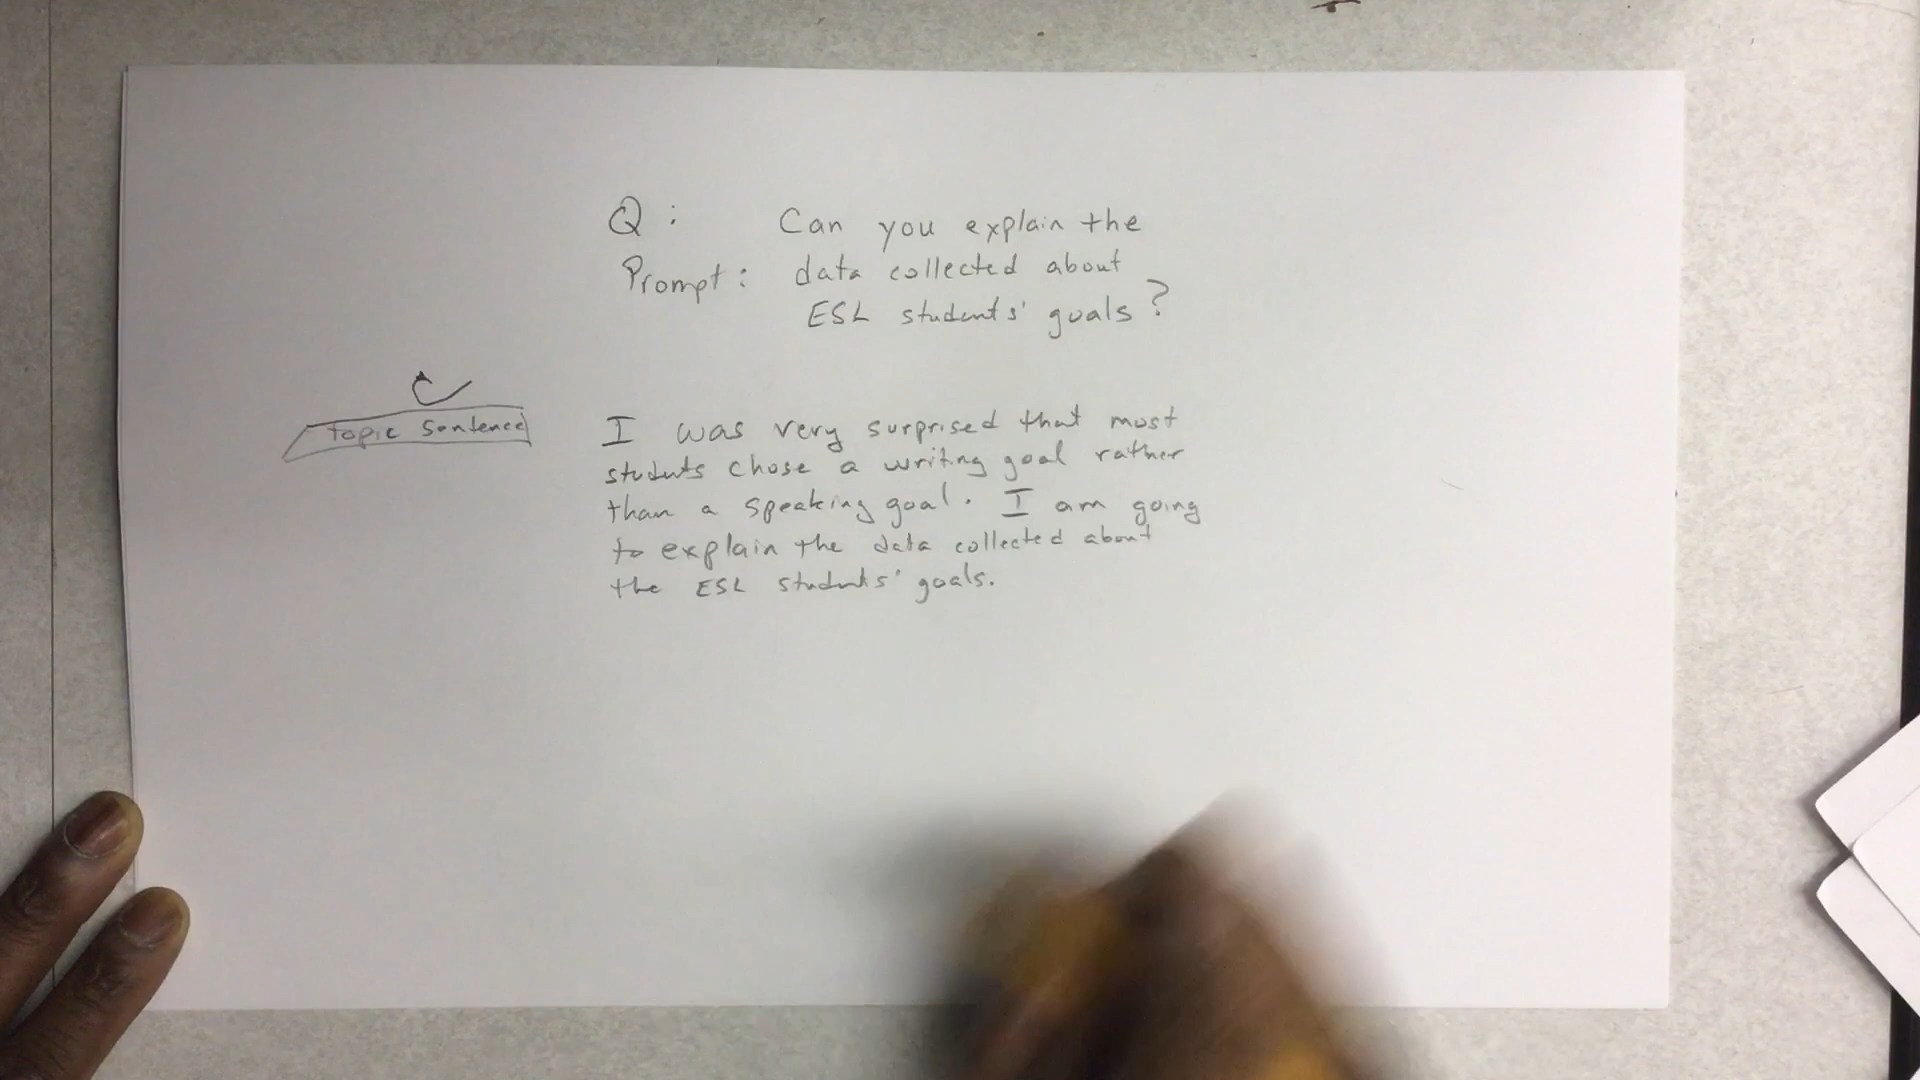 Q: Can you explain the
Prompt: data collected about
ESL students' goals?
Topic Sentence
I was very surprised that most
students chose a writing goal rather
than a speaking goal. I am going
to explain the data collected about
the ESL students' goals.